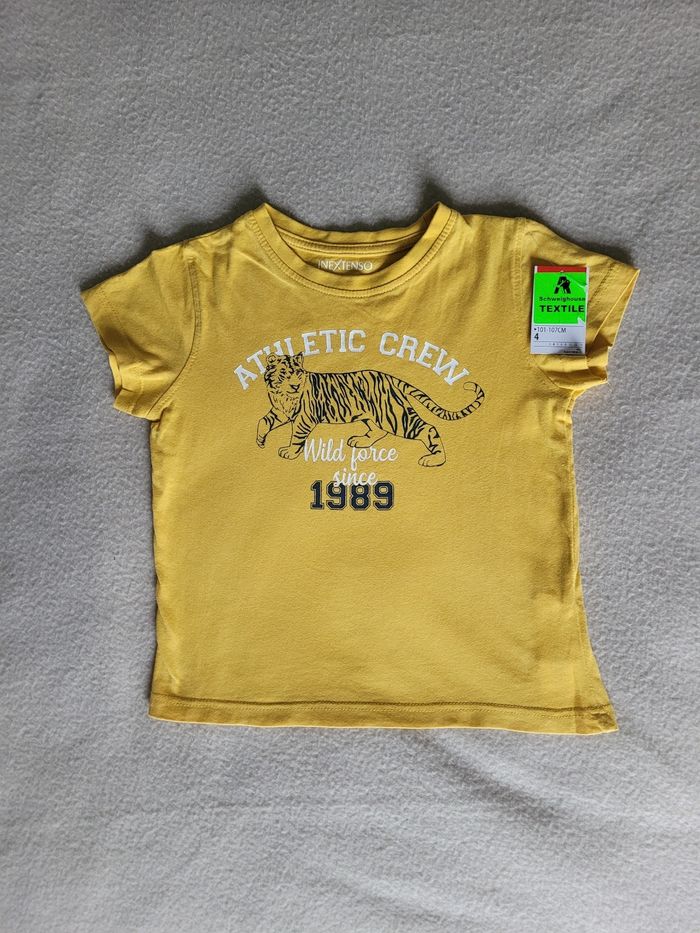 INEXTENSO
ATHLETIC CREW
Wild force
since
1989
Schweighouse
TEXTILE
101-107CM
4